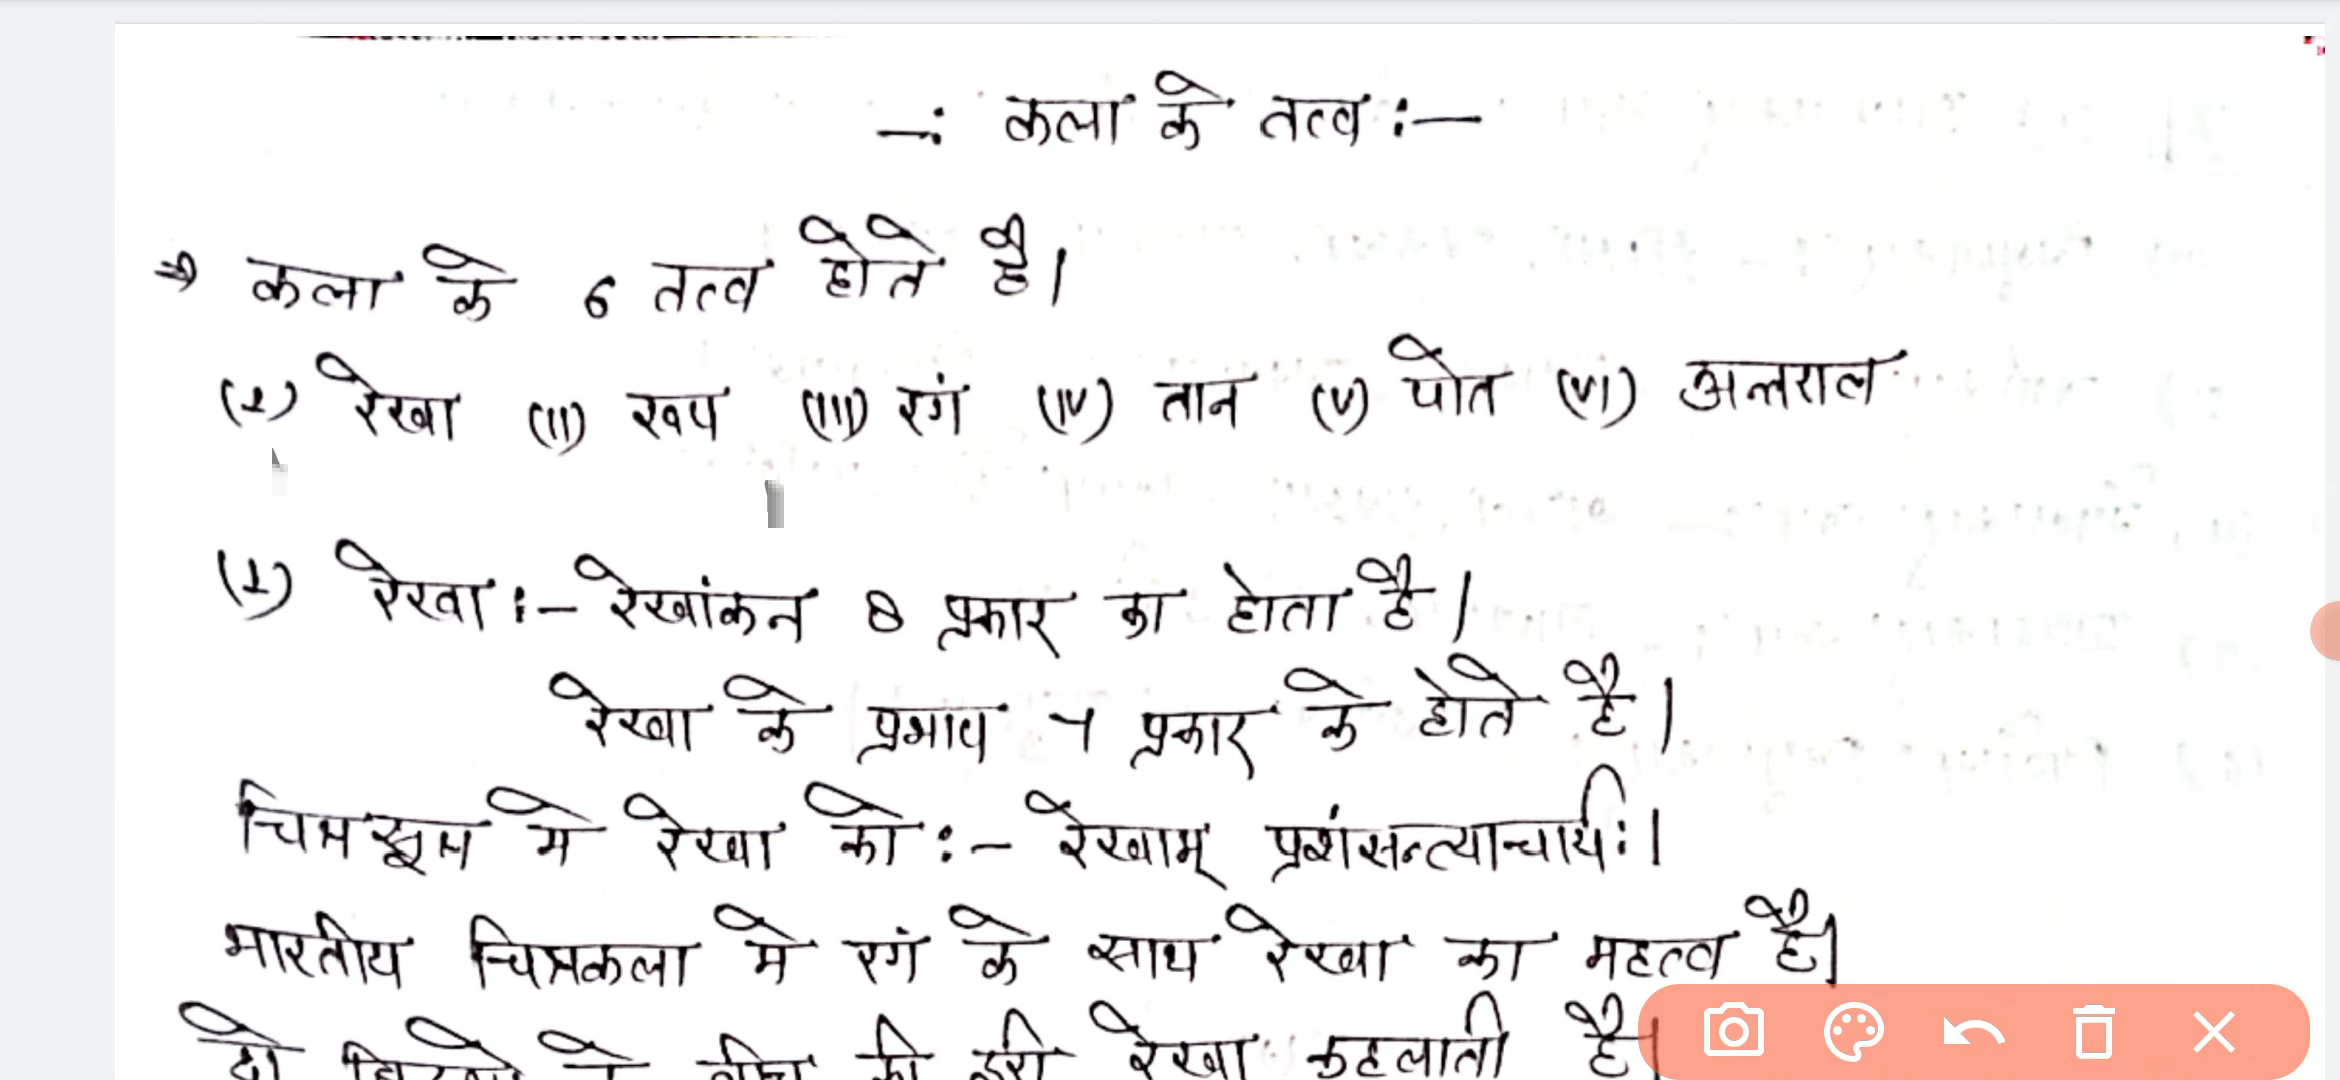 -: कला के तत्व :-
⇒ कला के 6 तत्व होते है।
(I) रेखा (II) रूप (III) रंग (IV) तान (V) पोत (VI) अन्तराल
(I) रेखा :- रेखांकन 8 प्रकार का होता है।
रेखा के प्रभाव 7 प्रकार के होते है।
चित्रसूत्र मे रेखा को :- रेखाम् प्रशंसन्त्याचार्य:।
भारतीय चित्रकला मे रंग के साथ रेखा का महत्व है।
दो बिन्दुओ के बीच की दूरी रेखा कहलाती है।